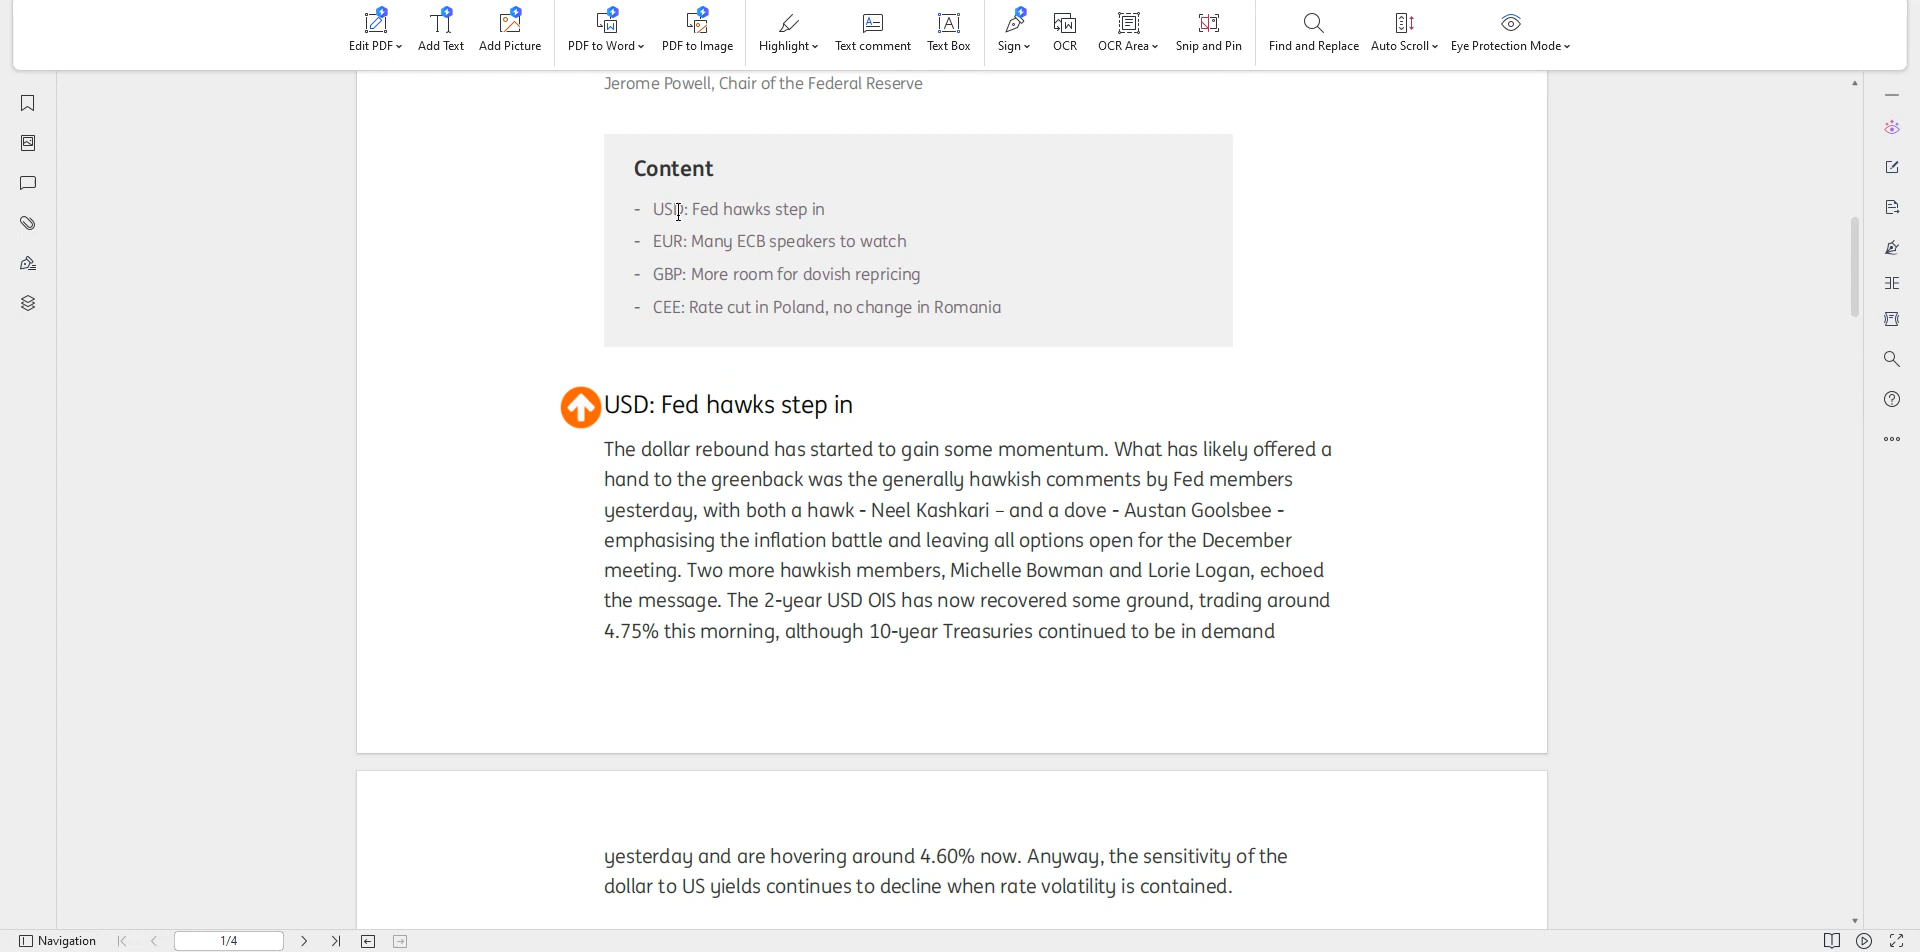 Edit PDF
Add Text
Add Picture
PDF to Word
PDF to Image
Highlight
Text comment
Text Box
Sign
OCR
OCR Area
Snip and Pin
Find and Replace
Auto Scroll
Eye Protection Mode
Jerome Powell, Chair of the Federal Reserve
Content
- USD: Fed hawks step in
- EUR: Many ECB speakers to watch
- GBP: More room for dovish repricing
- CEE: Rate cut in Poland, no change in Romania
USD: Fed hawks step in
The dollar rebound has started to gain some momentum. What has likely offered a
hand to the greenback was the generally hawkish comments by Fed members
yesterday, with both a hawk - Neel Kashkari – and a dove - Austan Goolsbee -
emphasising the inflation battle and leaving all options open for the December
meeting. Two more hawkish members, Michelle Bowman and Lorie Logan, echoed
the message. The 2-year USD OIS has now recovered some ground, trading around
4.75% this morning, although 10-year Treasuries continued to be in demand
yesterday and are hovering around 4.60% now. Anyway, the sensitivity of the
dollar to US yields continues to decline when rate volatility is contained.
Navigation
1/4